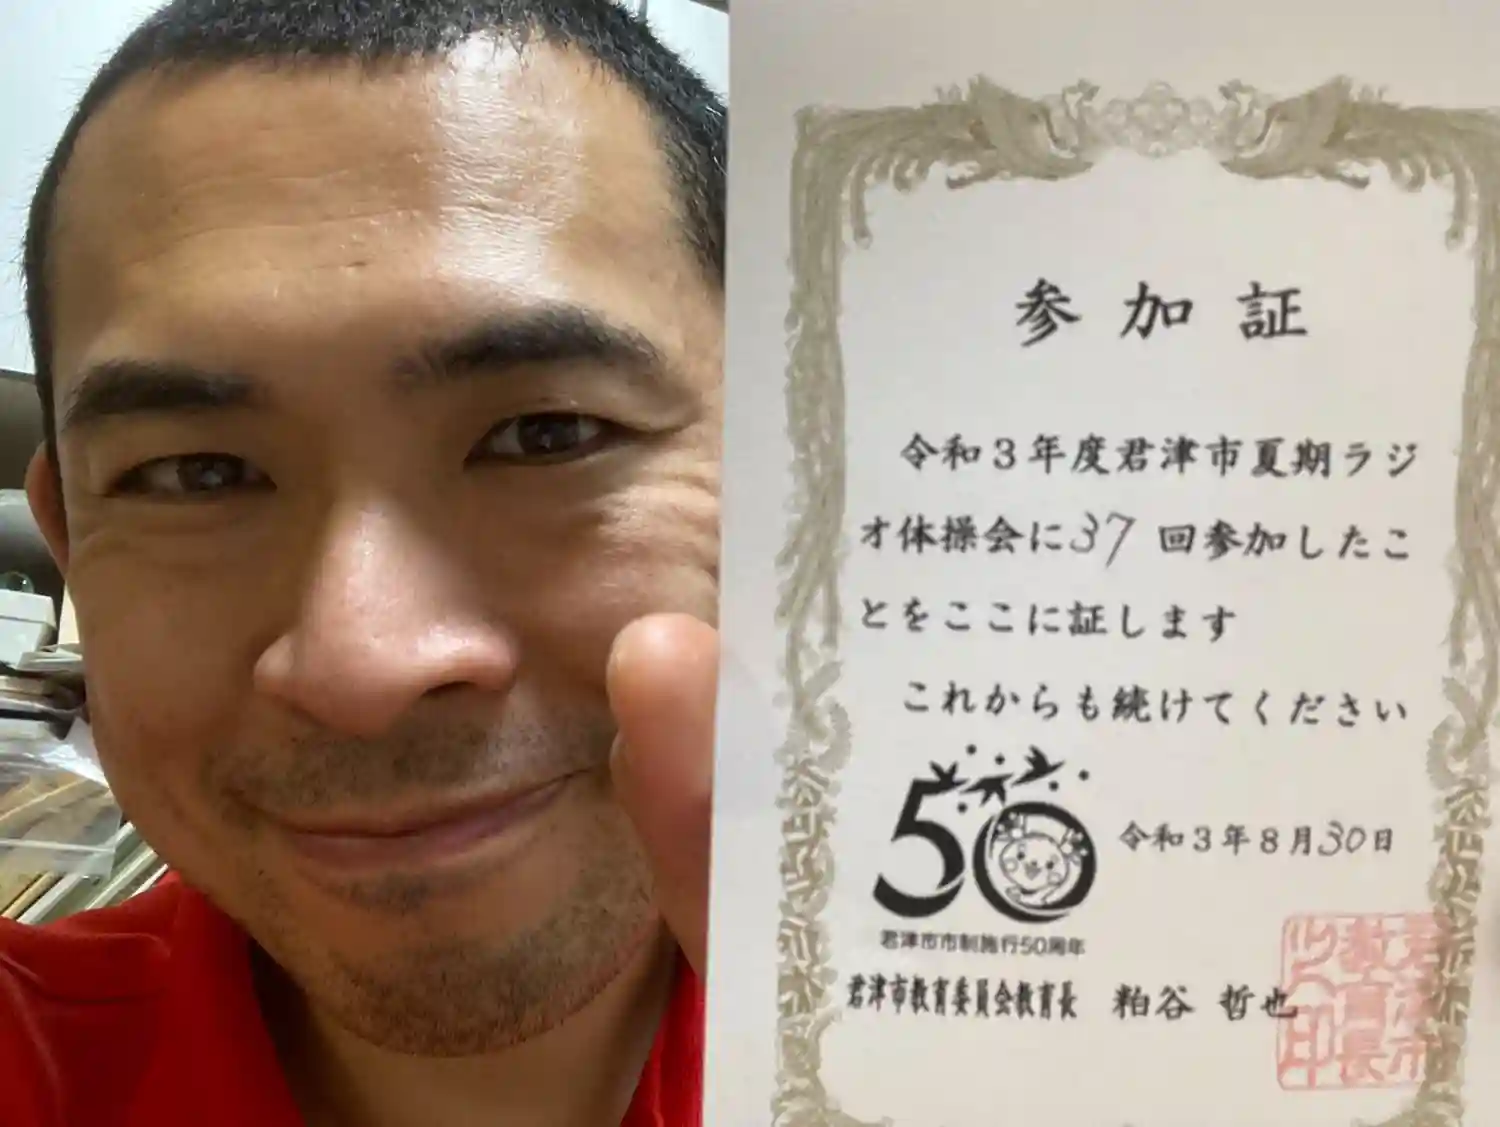 参加証
令和3年度君津市夏期ラジ
オ体操会に37回参加したこ
とをここに証します
これからも続けてください
50
令和3年8月30日
君津市市制施行50周年
君津市教育委員会教育長 粕谷 哲也